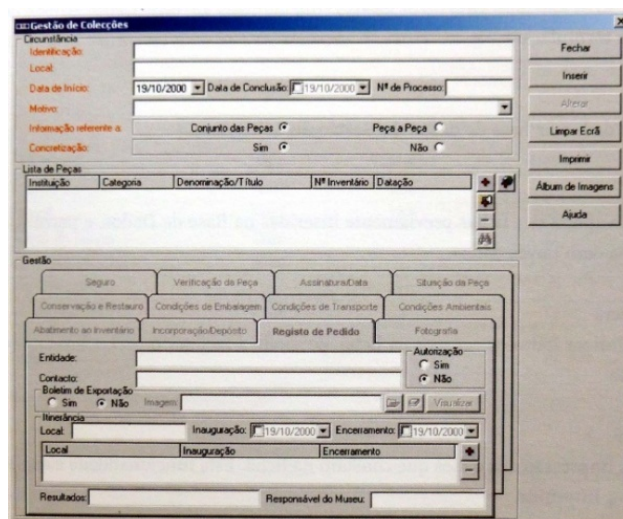 Gestão de Colecções
Circunstância
Identificação:
Local:
Data de Início: 19/10/2000 Data de Conclusão: 19/10/2000 Nº de Processo:
Motivo:
Informação referente a: Conjunto das Peças Peça a Peça
Concretização: Sim Não
Fechar
Inserir
Alterar
Limpar Ecrã
Imprimir
Álbum de Imagens
Ajuda
Lista de Peças
Instituição Categoria Denominação/Título Nº Inventário Datação
Gestão
Seguro Verificação da Peça Assinatura/Data Situação da Peça
Conservação e Restauro Condições de Embalagem Condições de Transporte Condições Ambientais
Abatimento ao Inventário Incorporação/Depósito Registo de Pedido Fotografia
Entidade:
Contacto:
Autorização
Sim
Não
Boletim de Exportação
Sim Não Imagem: Visualizar
Itinerância
Local: Inauguração: 19/10/2000 Encerramento: 19/10/2000
Local Inauguração Encerramento
Resultados: Responsável do Museu: